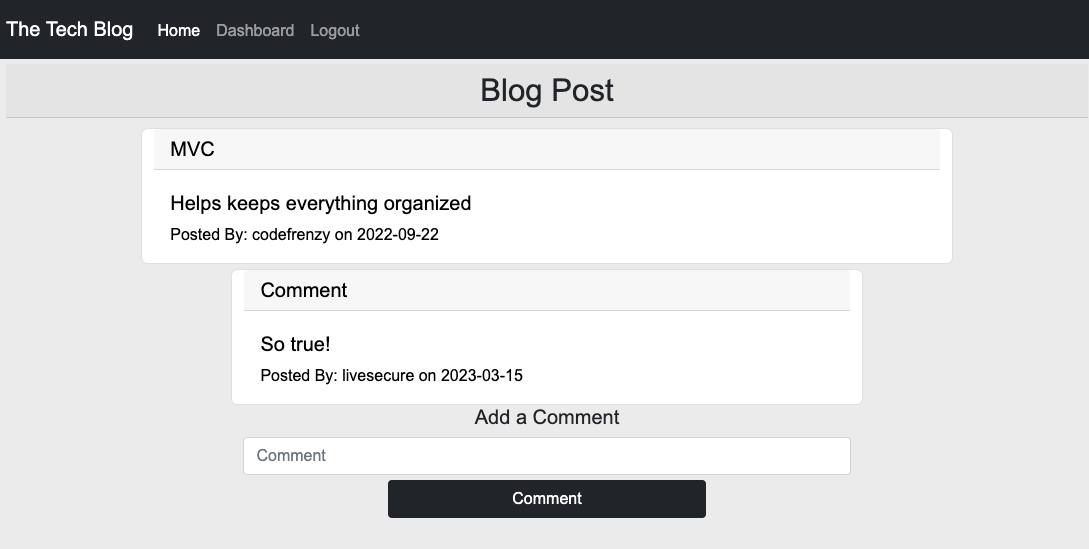 The Tech Blog Home Dashboard Logout
Blog Post
MVC
Helps keeps everything organized
Posted By: codefrenzy on 2022-09-22
Comment
So true!
Posted By: livesecure on 2023-03-15
Add a Comment
Comment
Comment